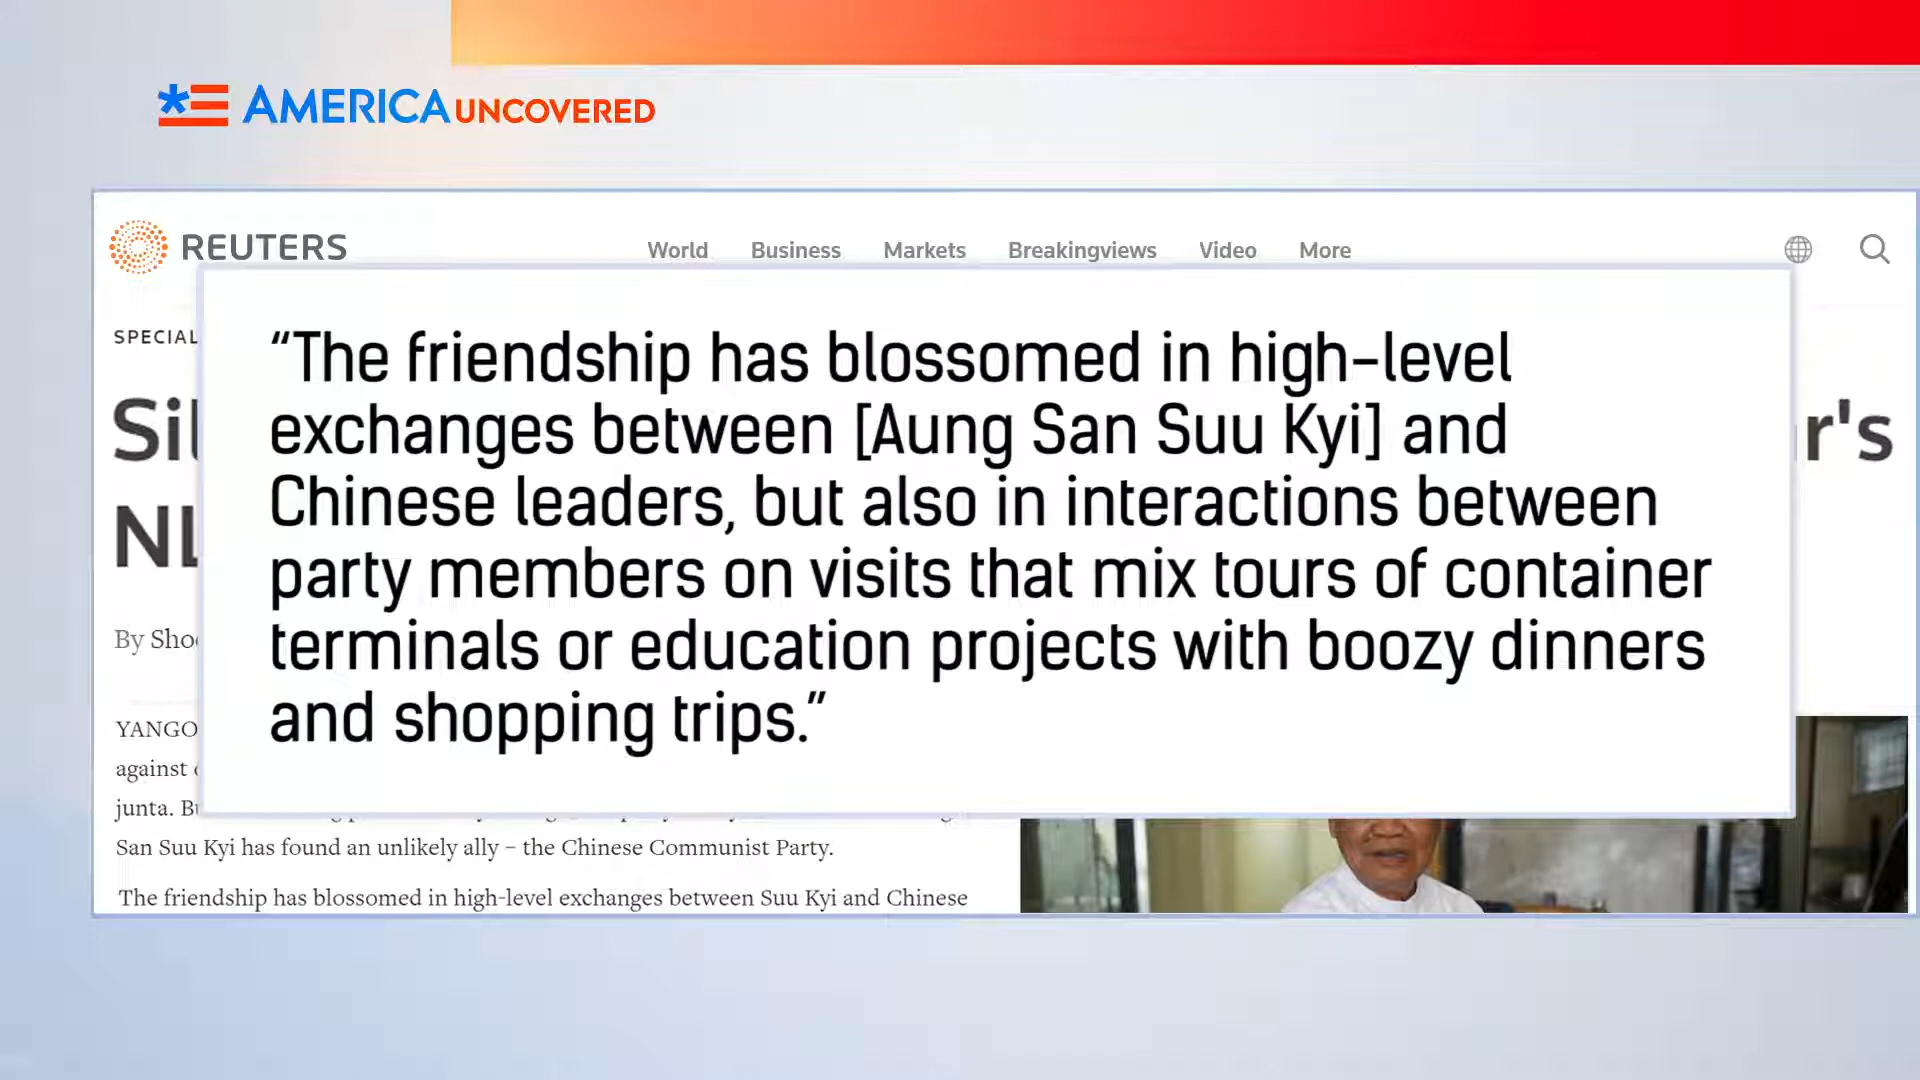 AMERICA UNCOVERED
REUTERS
World Business Markets Breakingviews Video More
SPECIAL
“The friendship has blossomed in high-level
exchanges between [Aung San Suu Kyi] and
Chinese leaders, but also in interactions between
party members on visits that mix tours of container
terminals or education projects with boozy dinners
and shopping trips.”
Sil r's
NL
By Sho
YANGO
against
junta. Bu
San Suu Kyi has found an unlikely ally – the Chinese Communist Party.
The friendship has blossomed in high-level exchanges between Suu Kyi and Chinese